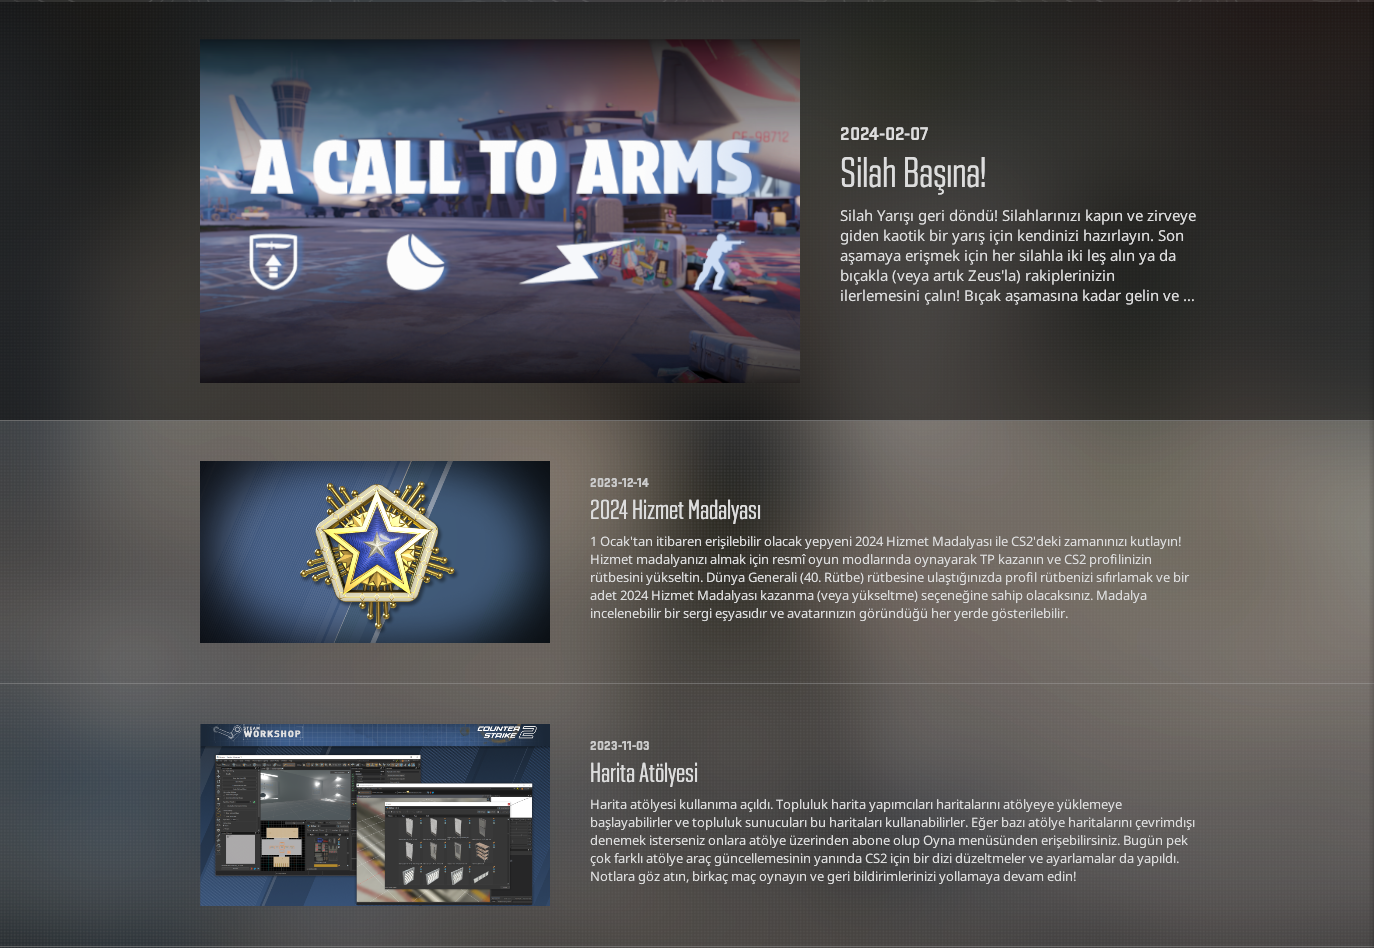 A CALL TO ARMS
CF-98712
2024-02-07
Silah Başına!
Silah Yarışı geri döndü! Silahlarınızı kapın ve zirveye
giden kaotik bir yarış için kendinizi hazırlayın. Son
aşamaya erişmek için her silahla iki leş alın ya da
bıçakla (veya artık Zeus'la) rakiplerinizin
ilerlemesini çalın! Bıçak aşamasına kadar gelin ve ...
2023-12-14
2024 Hizmet Madalyası
1 Ocak'tan itibaren erişilebilir olacak yepyeni 2024 Hizmet Madalyası ile CS2'deki zamanınızı kutlayın!
Hizmet madalyanızı almak için resmî oyun modlarında oynayarak TP kazanın ve CS2 profilinizin
rütbesini yükseltin. Dünya Generali (40. Rütbe) rütbesine ulaştığınızda profil rütbenizi sıfırlamak ve bir
adet 2024 Hizmet Madalyası kazanma (veya yükseltme) seçeneğine sahip olacaksınız. Madalya
incelenebilir bir sergi eşyasıdır ve avatarınızın göründüğü her yerde gösterilebilir.
STEAM
WORKSHOP
COUNTER
STRIKE 2
2023-11-03
Harita Atölyesi
Harita atölyesi kullanıma açıldı. Topluluk harita yapımcıları haritalarını atölyeye yüklemeye
başlayabilirler ve topluluk sunucuları bu haritaları kullanabilirler. Eğer bazı atölye haritalarını çevrimdışı
denemek isterseniz onlara atölye üzerinden abone olup Oyna menüsünden erişebilirsiniz. Bugün pek
çok farklı atölye araç güncellemesinin yanında CS2 için bir dizi düzeltmeler ve ayarlamalar da yapıldı.
Notlara göz atın, birkaç maç oynayın ve geri bildirimlerinizi yollamaya devam edin!